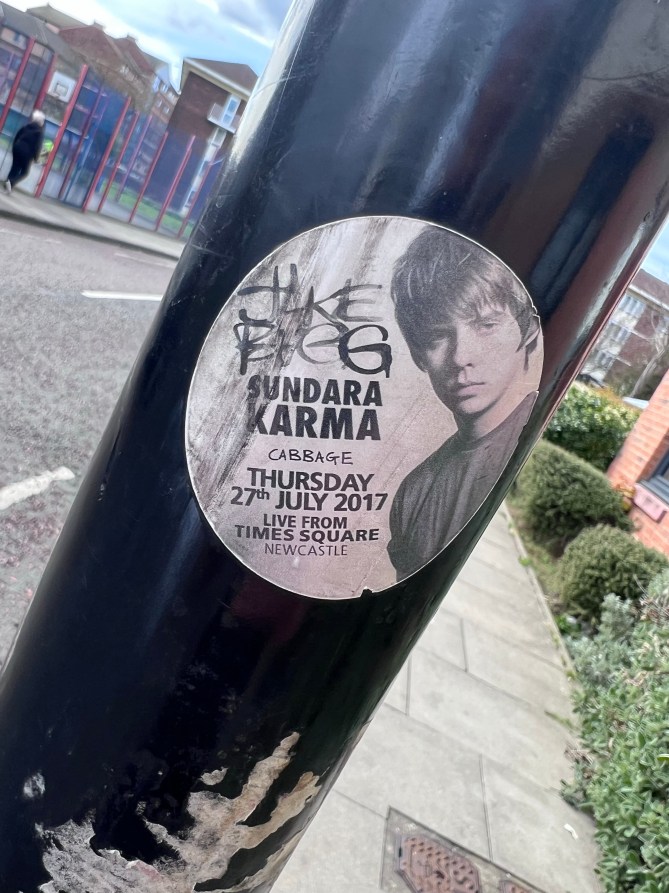 JAKE
BUGG
SUNDARA
KARMA
CABBAGE
THURSDAY
27th JULY 2017
LIVE FROM
TIMES SQUARE
NEWCASTLE